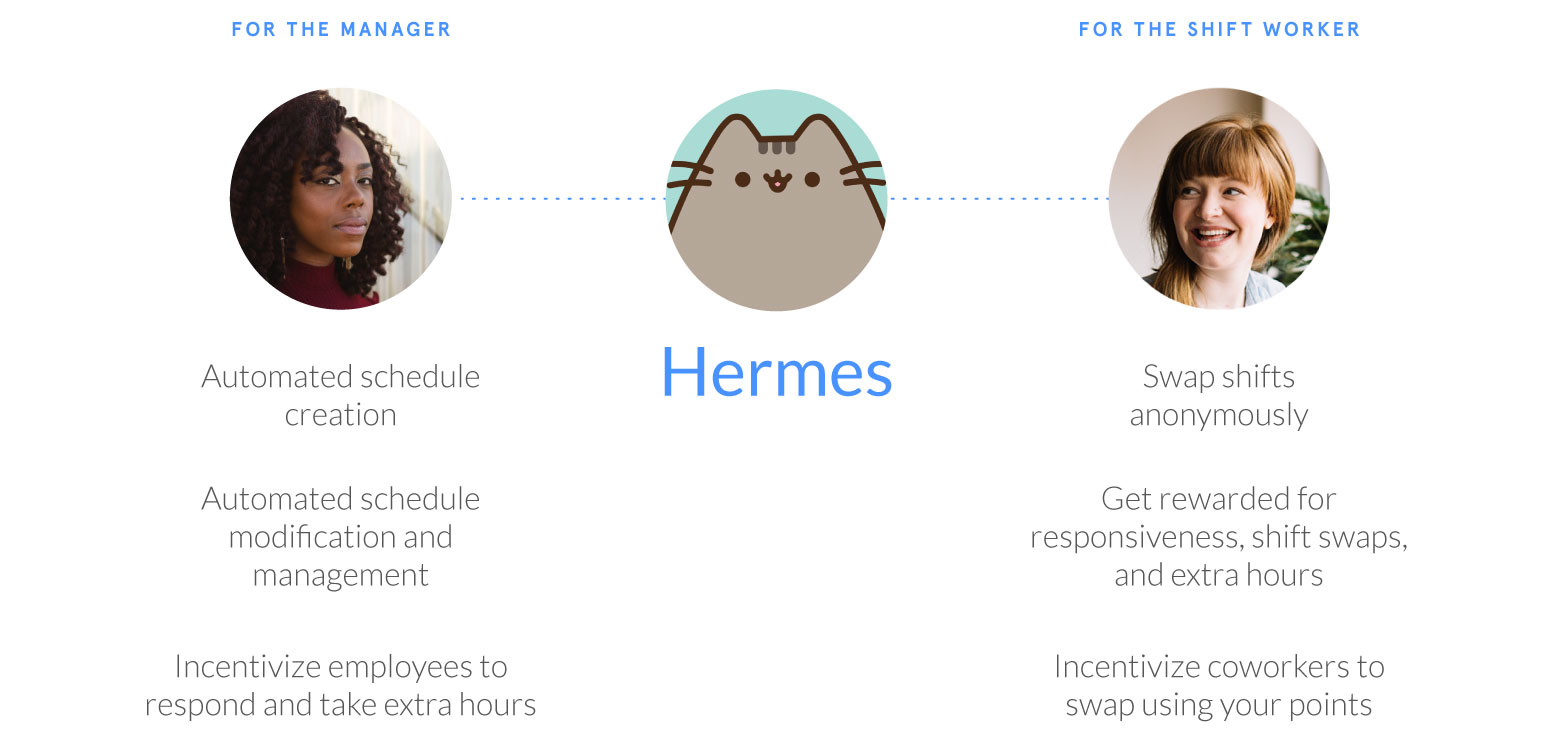 FOR THE MANAGER
FOR THE SHIFT WORKER
Hermes
Automated schedule
creation
Automated schedule
modification and
management
Incentivize employees to
respond and take extra hours
Swap shifts
anonymously
Get rewarded for
responsiveness, shift swaps,
and extra hours
Incentivize coworkers to
swap using your points